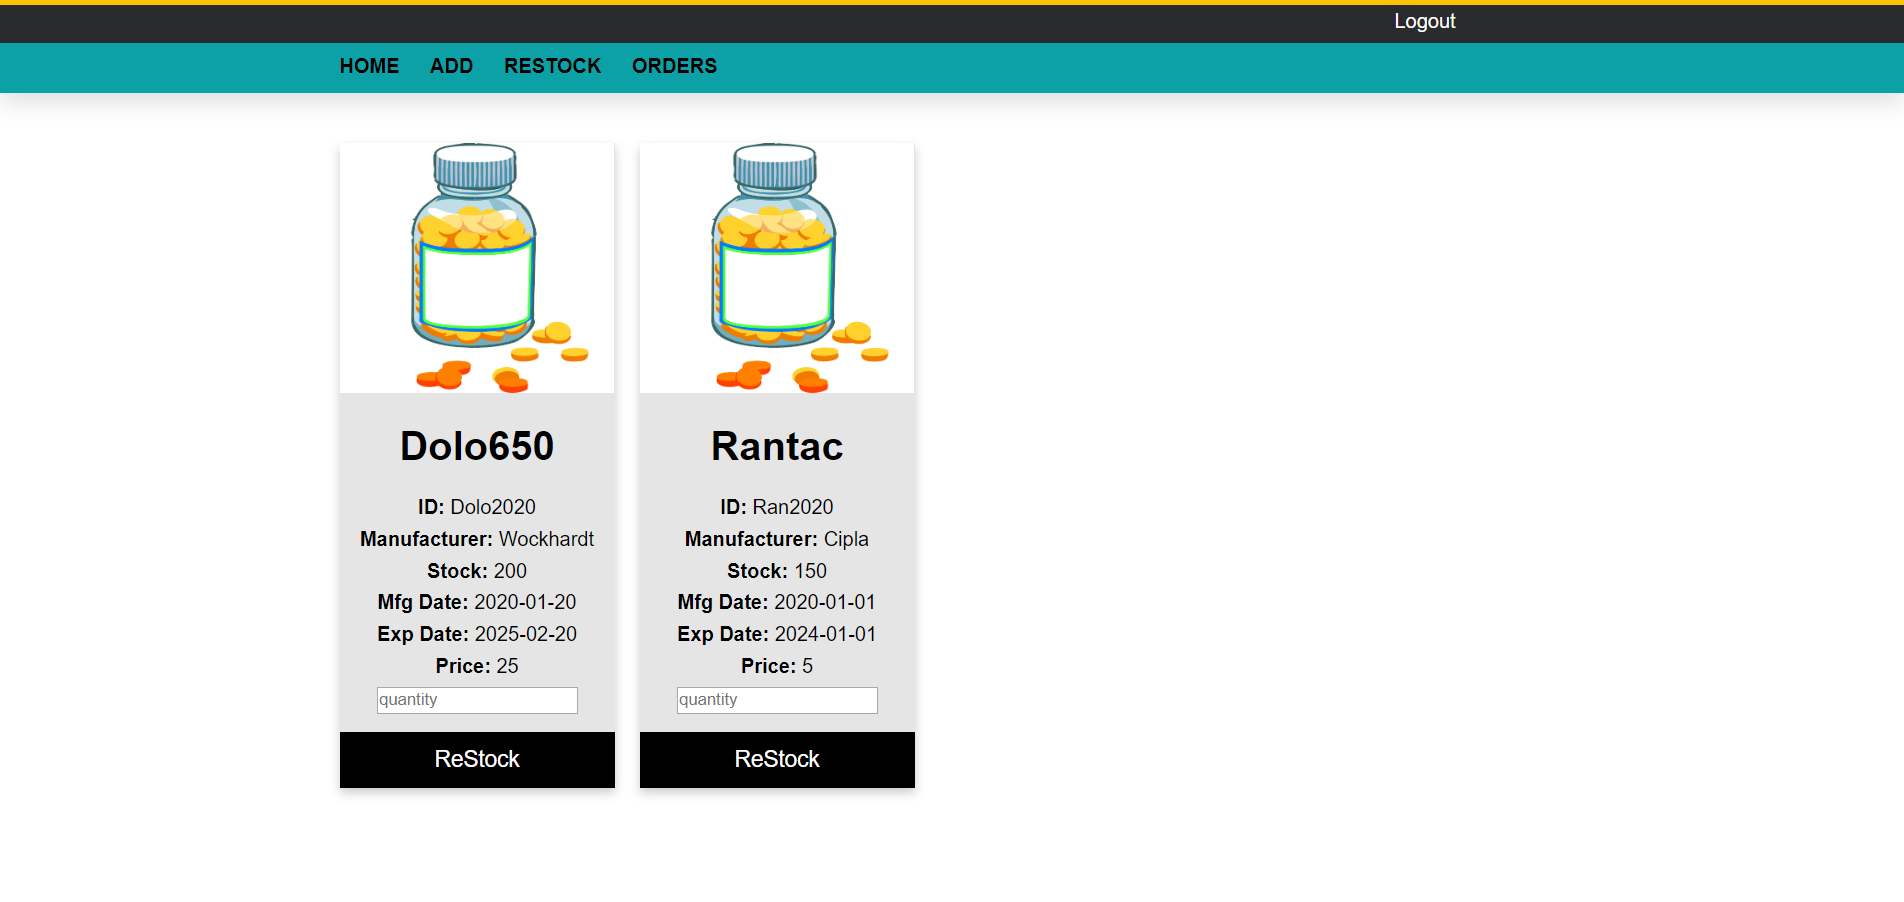 Logout
HOME ADD RESTOCK ORDERS
Dolo650
ID: Dolo2020
Manufacturer: Wockhardt
Stock: 200
Mfg Date: 2020-01-20
Exp Date: 2025-02-20
Price: 25
quantity
ReStock
Rantac
ID: Ran2020
Manufacturer: Cipla
Stock: 150
Mfg Date: 2020-01-01
Exp Date: 2024-01-01
Price: 5
quantity
ReStock